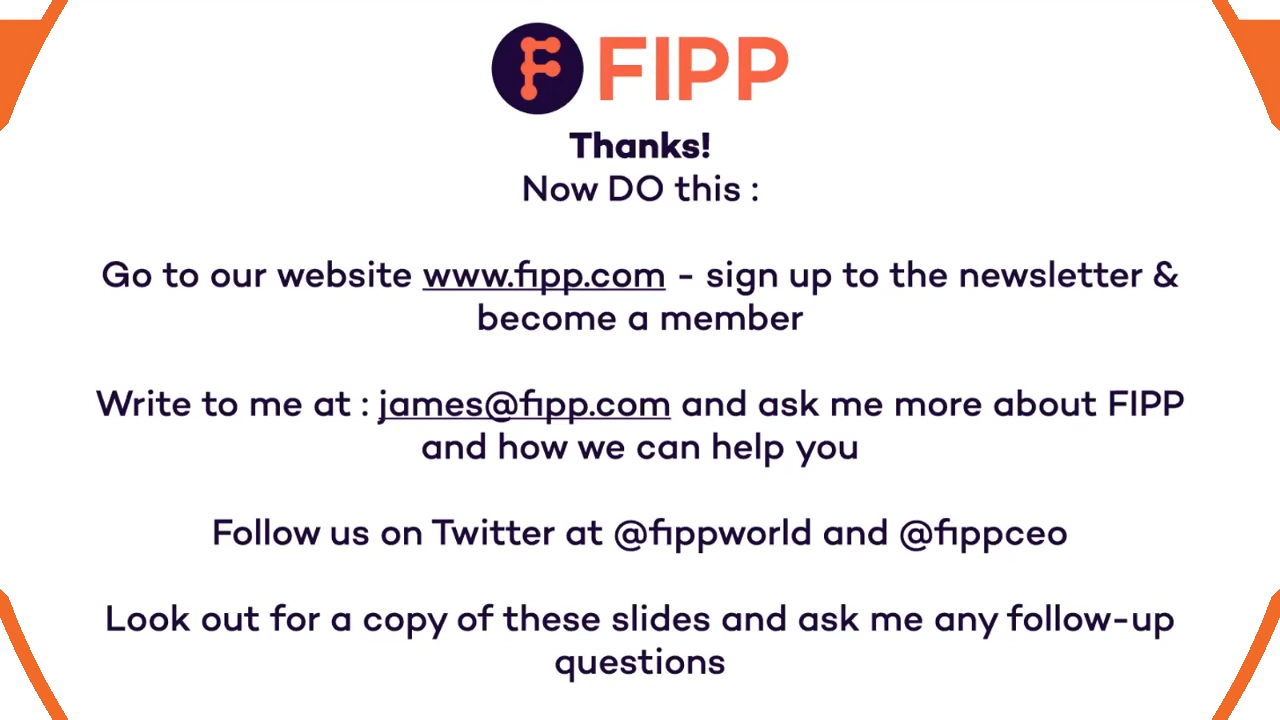 FIPP
Thanks!
Now DO this :
Go to our website www.fipp.com - sign up to the newsletter &
become a member
Write to me at : james@fipp.com and ask me more about FIPP
and how we can help you
Follow us on Twitter at @fippworld and @fippceo
Look out for a copy of these slides and ask me any follow-up
questions